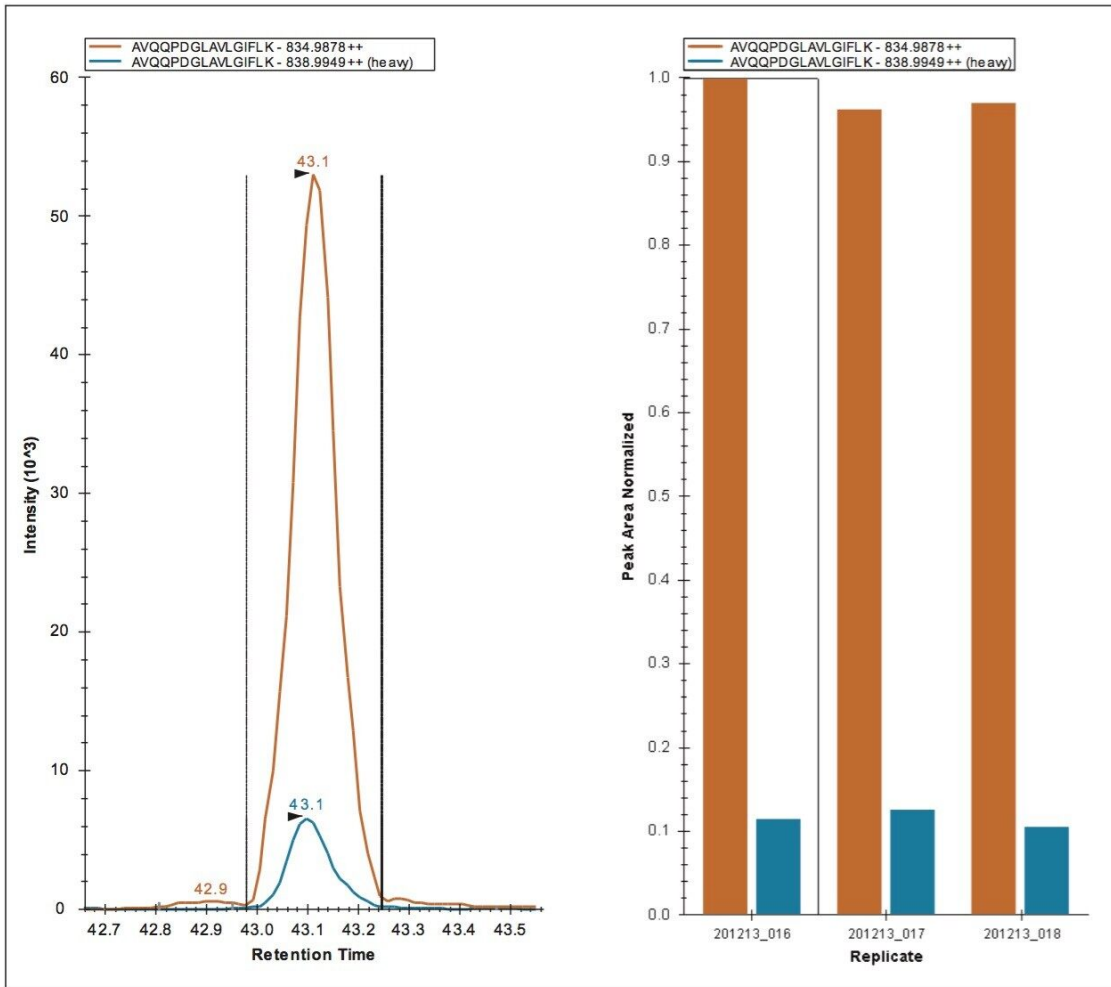 AVQQPDGLAVLGIFLK - 834.9878++
AVQQPDGLAVLGIFLK - 838.9949++ (heavy)
60
50
40
30
20
10
0
Intensity (10^3)
43.1
43.1
42.9
42.7 42.8 42.9 43.0 43.1 43.2 43.3 43.4 43.5
Retention Time
AVQQPDGLAVLGIFLK - 834.9878++
AVQQPDGLAVLGIFLK - 838.9949++ (heavy)
1.0
0.9
0.8
0.7
0.6
0.5
0.4
0.3
0.2
0.1
0.0
Peak Area Normalized
201213_016 201213_017 201213_018
Replicate